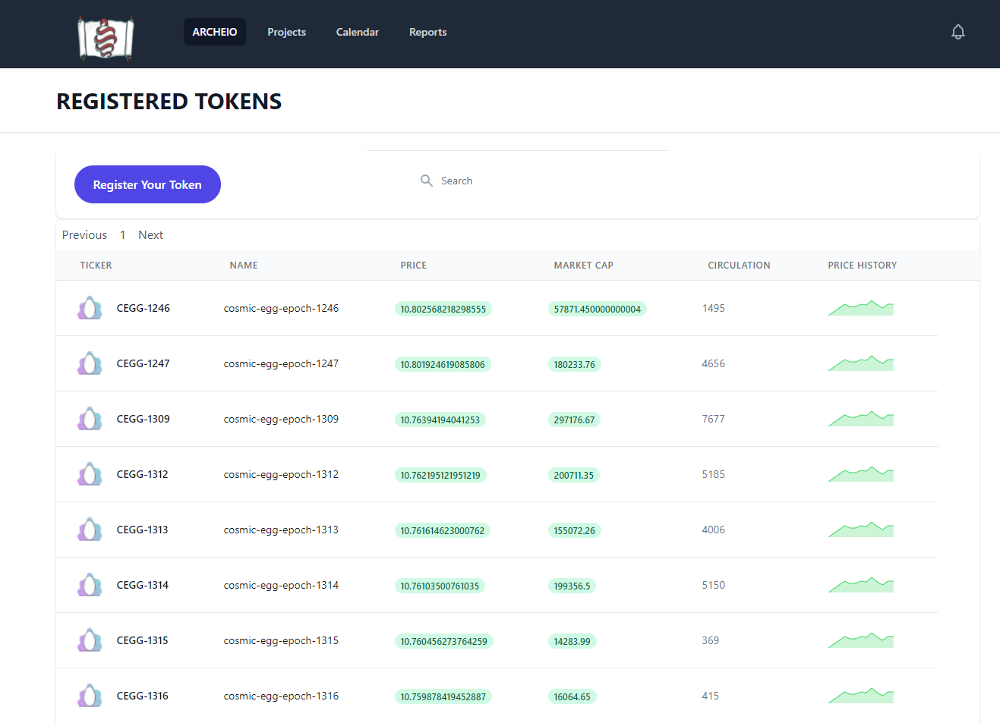 ARCHEIO Projects Calendar Reports
REGISTERED TOKENS
Register Your Token
Search
Previous 1 Next
TICKER NAME PRICE MARKET CAP CIRCULATION PRICE HISTORY
CEGG-1246 cosmic-egg-epoch-1246 10.802568218298555 57871.450000000004 1495
CEGG-1247 cosmic-egg-epoch-1247 10.801924619085806 180233.76 4656
CEGG-1309 cosmic-egg-epoch-1309 10.76394194041253 297176.67 7677
CEGG-1312 cosmic-egg-epoch-1312 10.762195121951219 200711.35 5185
CEGG-1313 cosmic-egg-epoch-1313 10.761614623000762 155072.26 4006
CEGG-1314 cosmic-egg-epoch-1314 10.76103500761035 199356.5 5150
CEGG-1315 cosmic-egg-epoch-1315 10.760456273764259 14283.99 369
CEGG-1316 cosmic-egg-epoch-1316 10.759878419452887 16064.65 415